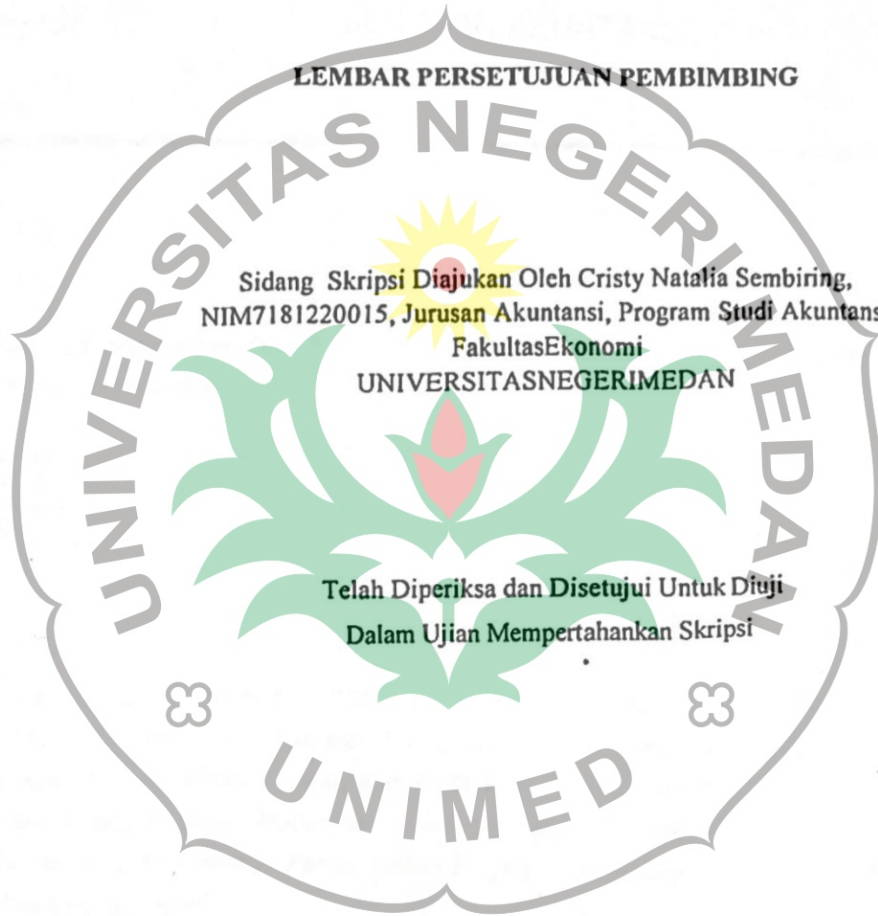 LEMBAR PERSETUJUAN PEMBIMBING
UNIVERSITAS NEGERI MEDAN
Sidang Skripsi Diajukan Oleh Cristy Natalia Sembiring,
NIM7181220015, Jurusan Akuntansi, Program Studi Akuntans
FakultasEkonomi
UNIVERSITASNEGERIMEDAN
Telah Diperiksa dan Disetujui Untuk Diuji
Dalam Ujian Mempertahankan Skripsi
UNIMED